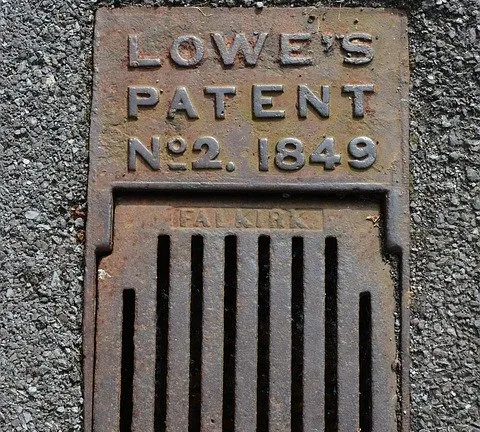 LOWE'S
PATENT
Nº2. 1849
FALKIRK